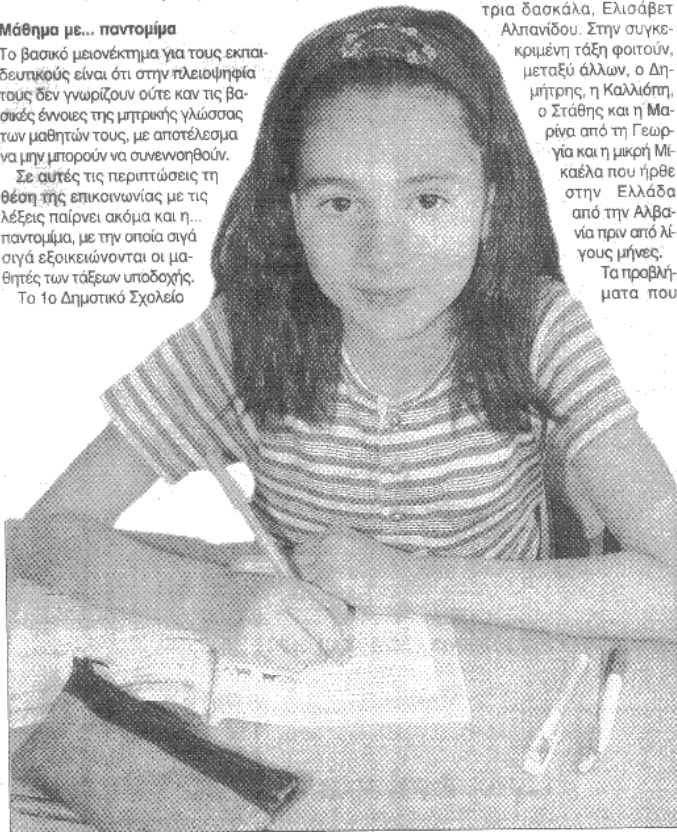 Μάθημα με... παντομίμα
Το βασικό μειονέκτημα για τους εκπαι-
δευτικούς είναι ότι στην πλειοψηφία
τους δεν γνωρίζουν ούτε καν τις βα-
σικές έννοιες της μητρικής γλώσσας
των μαθητών τους, με αποτέλεσμα
να μην μπορούν να συνεννοηθούν.
Σε αυτές τις περιπτώσεις τη
θέση της επικοινωνίας με τις
λέξεις παίρνει ακόμα και η...
παντομίμα, με την οποία σιγά
σιγά εξοικειώνονται οι μα-
θητές των τάξεων υποδοχής.
Το 1ο Δημοτικό Σχολείο
τρια δασκάλα, Ελισάβετ
Αλπανίδου. Στην συγκε-
κριμένη τάξη φοιτούν,
μεταξύ άλλων, ο Δη-
μήτρης, η Καλλιόπη,
ο Στάθης και η Μα-
ρίνα από τη Γεωρ-
γία και η μικρή Μι-
καέλα που ήρθε
στην Ελλάδα
από την Αλβα-
νία πριν από λί-
γους μήνες.
Τα προβλή-
ματα που